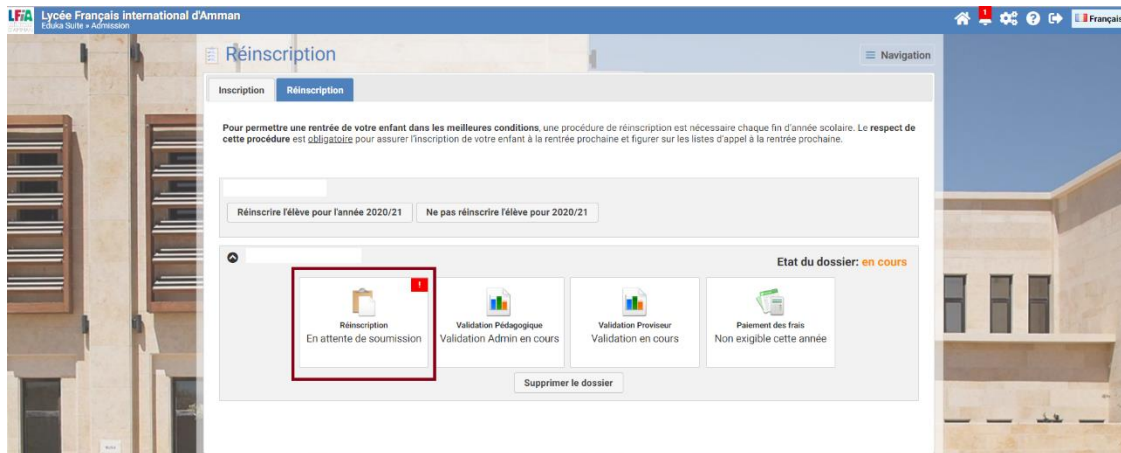 LFiA Lycée Français international d'Amman
Eduka Suite » Admission
1
Français
Réinscription
Navigation
Inscription Réinscription
Pour permettre une rentrée de votre enfant dans les meilleures conditions, une procédure de réinscription est nécessaire chaque fin d'année scolaire. Le respect de
cette procédure est obligatoire pour assurer l'inscription de votre enfant à la rentrée prochaine et figurer sur les listes d'appel à la rentrée prochaine.
Réinscrire l'élève pour l'année 2020/21 Ne pas réinscrire l'élève pour 2020/21
Etat du dossier: en cours
!
Réinscription
En attente de soumission
Validation Pédagogique
Validation Admin en cours
Validation Proviseur
Validation en cours
Paiement des frais
Non exigible cette année
Supprimer le dossier